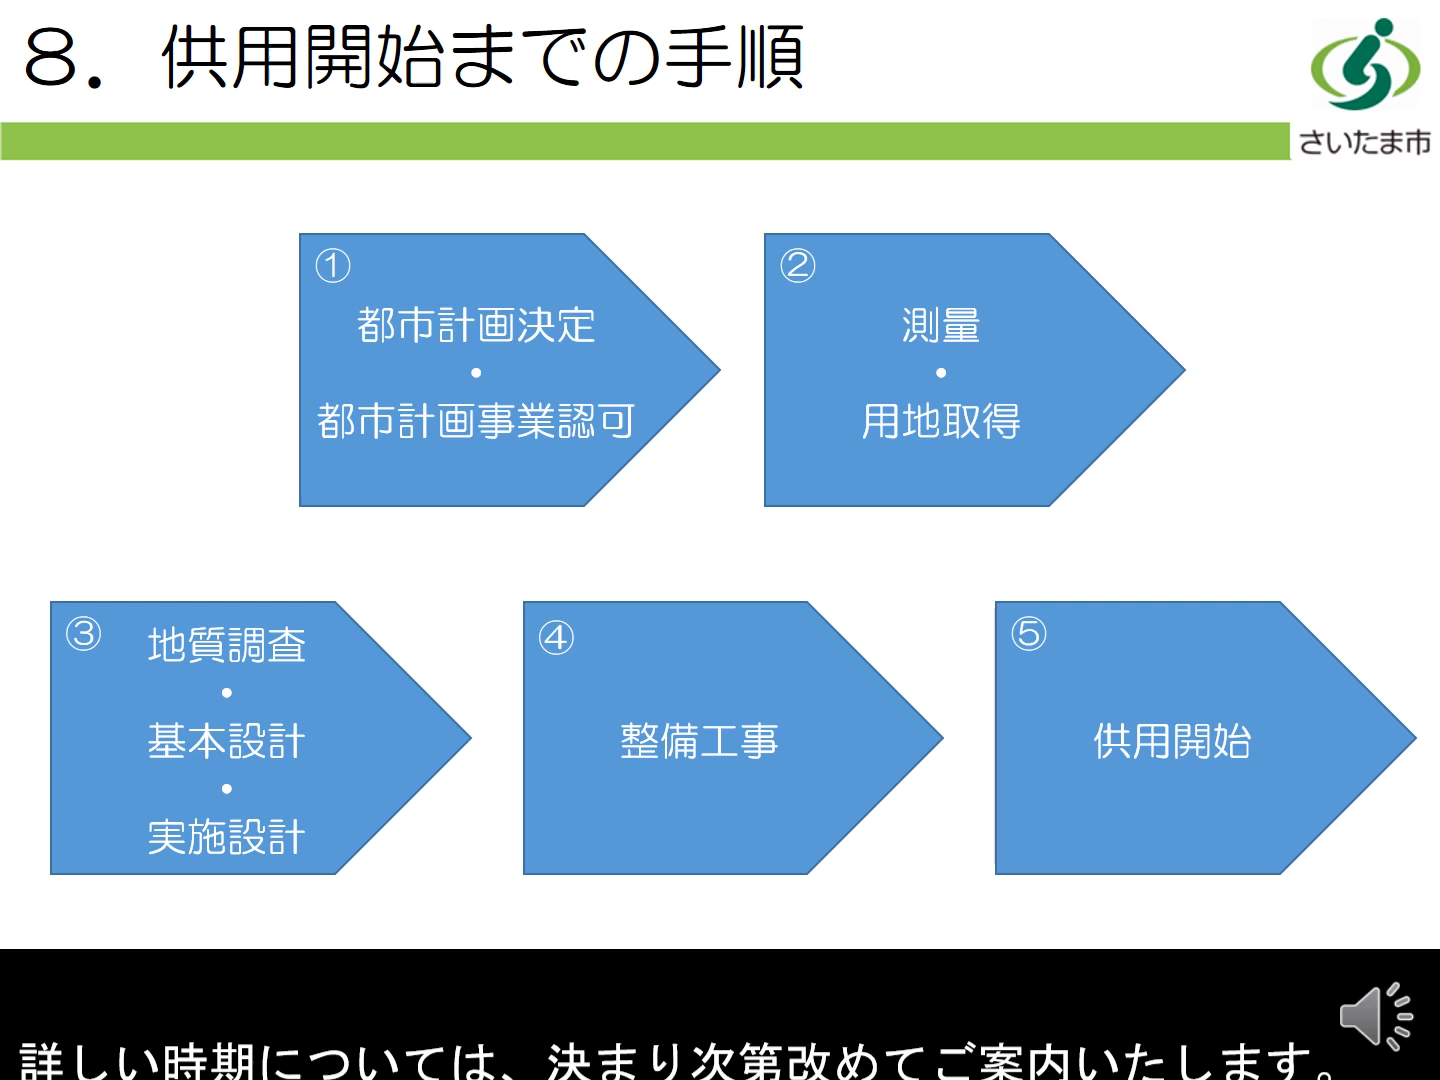 ８．供用開始までの手順
さいたま市
①
都市計画決定
・
都市計画事業認可
②
測量
・
用地取得
③
地質調査
・
基本設計
・
実施設計
④
整備工事
⑤
供用開始
詳しい時期については、決まり次第改めてご案内いたします。